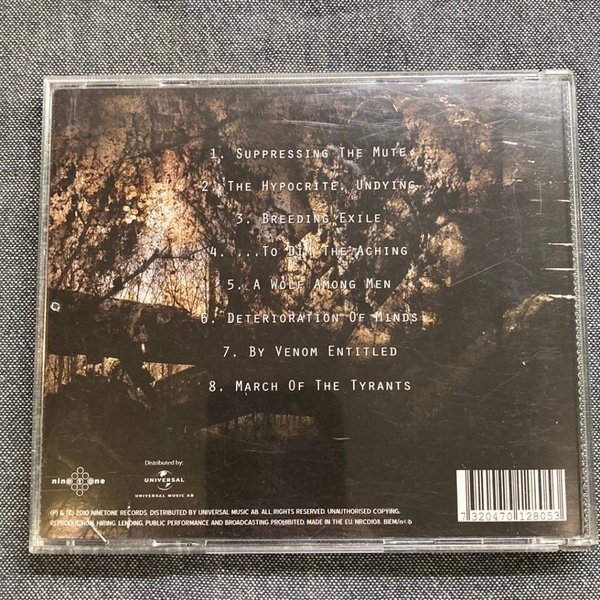 1. Suppressing The Mute
2. The Hypocrite, Undying
3. Breeding Exile
4. ...To Dim The Aching
5. A Wolf Among Men
6. Deterioration Of Minds
7. By Venom Entitled
8. March Of The Tyrants
ninetone
Distributed by:
UNIVERSAL
UNIVERSAL MUSIC AB
(P) & (C) 2010 NINETONE RECORDS. DISTRIBUTED BY UNIVERSAL MUSIC AB. ALL RIGHTS RESERVED. UNAUTHORISED COPYING,
REPRODUCTION, HIRING, LENDING, PUBLIC PERFORMANCE AND BROADCASTING PROHIBITED. MADE IN THE EU. NRCD108. BIEM/n©b
7 320470 128053